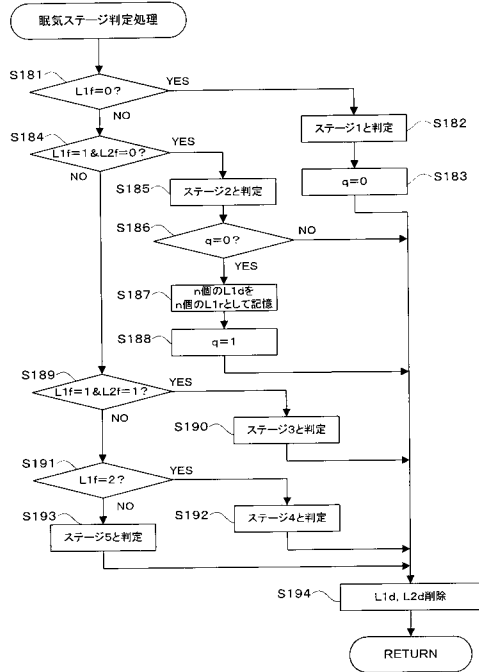 眠気ステージ判定処理
S181
L1f=0?
YES
NO
S182
ステージ1と判定
S184
L1f=1&L2f=0?
YES
NO
q=0
S183
S185
ステージ2と判定
S186
q=0?
NO
YES
S187
n個のL1dを
n個のL1rとして記憶
S188
q=1
S189
L1f=1&L2f=1?
YES
NO
S190
ステージ3と判定
S191
L1f=2?
YES
NO
S192
ステージ4と判定
S193
ステージ5と判定
S194
L1d, L2d削除
RETURN